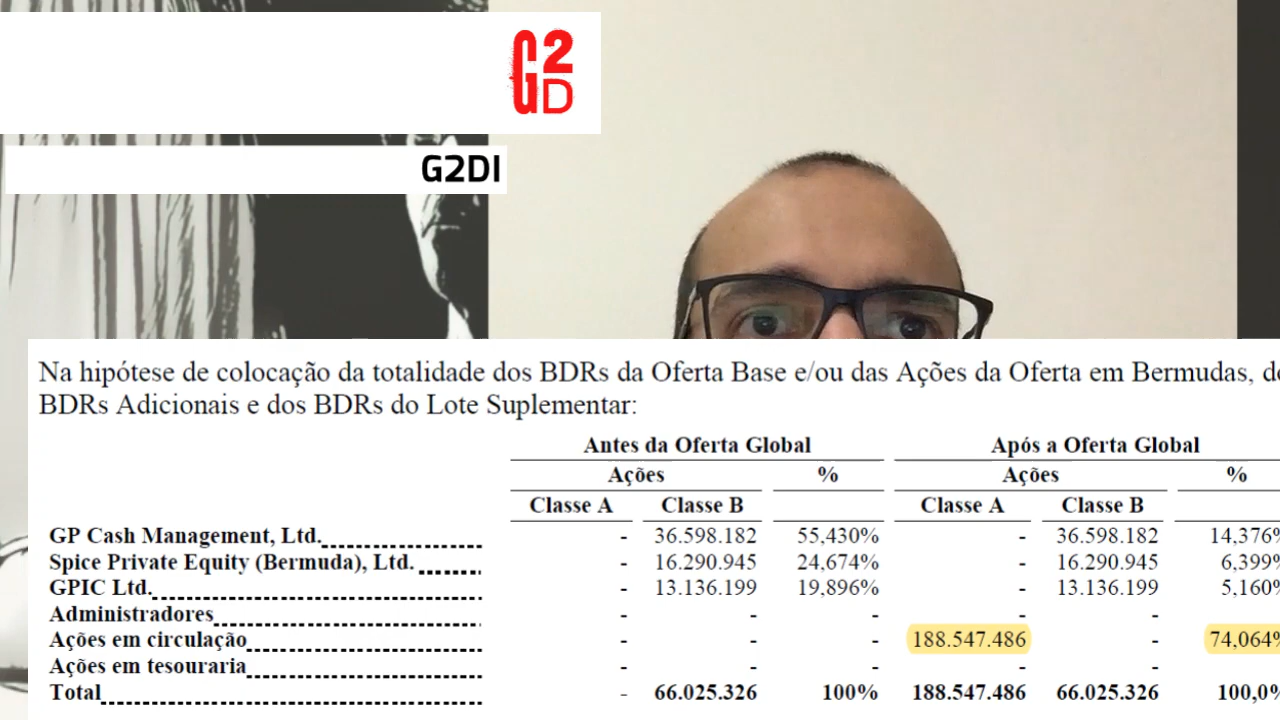 G2D
G2DI
Na hipótese de colocação da totalidade dos BDRs da Oferta Base e/ou das Ações da Oferta em Bermudas, de
BDRs Adicionais e dos BDRs do Lote Suplementar:
Antes da Oferta Global Após a Oferta Global
Ações % Ações %
Classe A Classe B Classe A Classe B
GP Cash Management, Ltd. - 36.598.182 55,430% - 36.598.182 14,376%
Spice Private Equity (Bermuda), Ltd. - 16.290.945 24,674% - 16.290.945 6,399%
GPIC Ltd. - 13.136.199 19,896% - 13.136.199 5,160%
Administradores - - - - -
Ações em circulação - - - 188.547.486 - 74,064%
Ações em tesouraria - - - - -
Total - 66.025.326 100% 188.547.486 66.025.326 100,0%